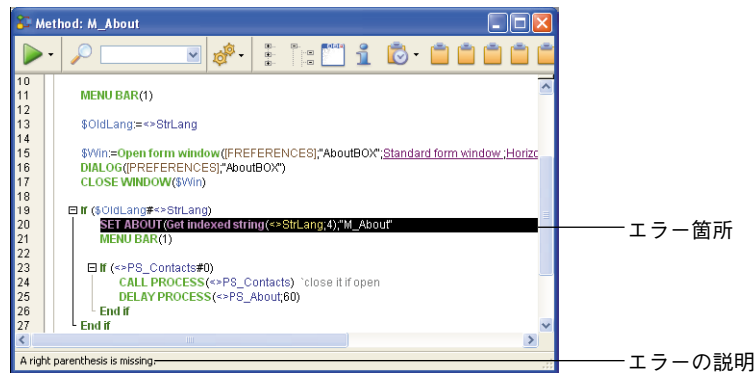 Method: M_About
10
11 MENU BAR(1)
12
13 $OldLang:=<>StrLang
14
15 $Win:=Open form window([FREFERENCES];"AboutBOX";Standard form window ;Horizo
16 DIALOG([PREFERENCES];"AboutBOX")
17 CLOSE WINDOW($Win)
18
19 If ($OldLang#<>StrLang)
20 SET ABOUT(Get indexed string(<>StrLang;4);"M_About"
21 MENU BAR(1)
22
23 If (<>PS_Contacts#0)
24 CALL PROCESS(<>PS_Contacts) `close it if open
25 DELAY PROCESS(<>PS_About;60)
26 End if
27 End if
A right parenthesis is missing.
エラー箇所
エラーの説明